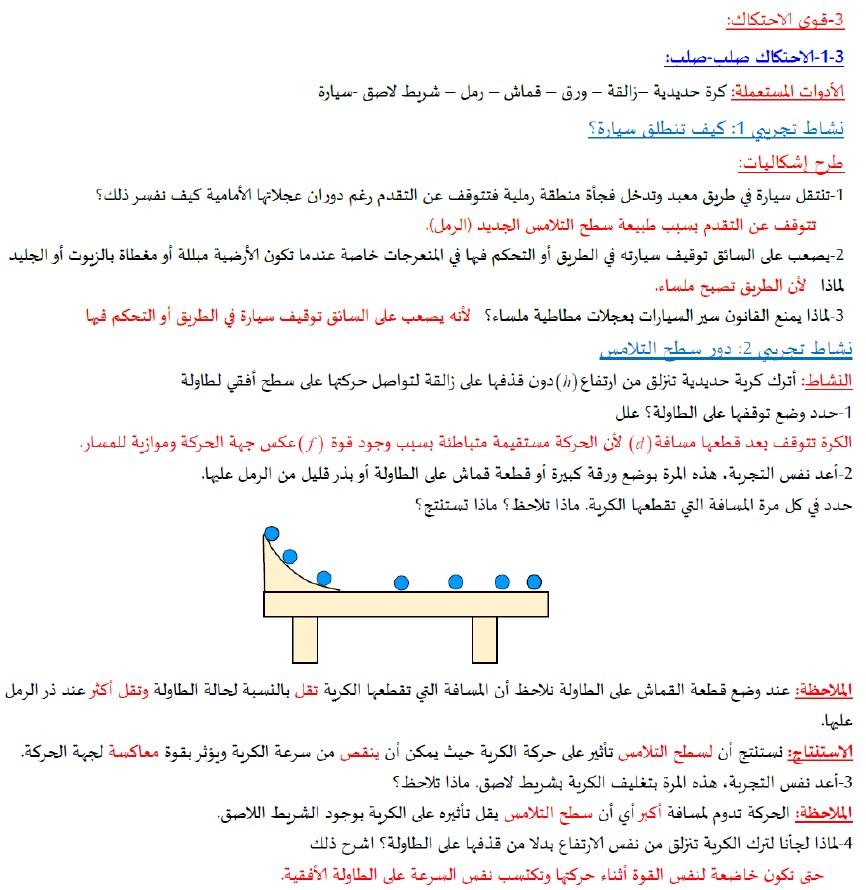 3-قوى الاحتكاك:
3-1-الاحتكاك صلب-صلب:
الأدوات المستعملة: كرة حديدية –زالقة – ورق – قماش – رمل – شريط لاصق -سيارة
نشاط تجريبي 1: كيف تنطلق سيارة؟
طرح إشكاليات:
1-تنتقل سيارة في طريق معبد وتدخل فجأة منطقة رملية فتتوقف عن التقدم رغم دوران عجلاتها الأمامية كيف نفسر ذلك؟
تتوقف عن التقدم بسبب طبيعة سطح التلامس الجديد (الرمل).
2-يصعب على السائق توقيف سيارته في الطريق أو التحكم فيها في المنعرجات خاصة عندما تكون الأرضية مبللة أو مغطاة بالزيوت أو الجليد
لماذا لأن الطريق تصبح ملساء.
3-لماذا يمنع القانون سير السيارات بعجلات مطاطية ملساء؟ لأنه يصعب على السائق توقيف سيارة في الطريق أو التحكم فيها
نشاط تجريبي 2: دور سطح التلامس
النشاط: أترك كرية حديدية تنزلق من ارتفاع (h) دون قذفها على زالقة لتواصل حركتها على سطح أفقي لطاولة
1-حدد وضع توقفها على الطاولة؟ علل
الكرة تتوقف بعد قطعها مسافة (d) لأن الحركة مستقيمة متباطئة بسبب وجود قوة (f) عكس جهة الحركة وموازية للمسار.
2-أعد نفس التجربة، هذه المرة بوضع ورقة كبيرة أو قطعة قماش على الطاولة أو بذر قليل من الرمل عليها.
حدد في كل مرة المسافة التي تقطعها الكرية. ماذا تلاحظ؟ ماذا تستنتج؟
الملاحظة: عند وضع قطعة القماش على الطاولة نلاحظ أن المسافة التي تقطعها الكرية تقل بالنسبة لحالة الطاولة وتقل أكثر عند ذر الرمل
عليها.
الاستنتاج: نستنتج أن لسطح التلامس تأثير على حركة الكرية حيث يمكن أن ينقص من سرعة الكرية ويؤثر بقوة معاكسة لجهة الحركة.
3-أعد نفس التجربة، هذه المرة بتغليف الكرية بشريط لاصق. ماذا تلاحظ؟
الملاحظة: الحركة تدوم لمسافة أكبر أي أن سطح التلامس يقل تأثيره على الكرية بوجود الشريط اللاصق.
4-لماذا لجأنا لترك الكرية تنزلق من نفس الارتفاع بدلا من قذفها على الطاولة؟ اشرح ذلك
حتى تكون خاضعة لنفس القوة أثناء حركتها وتكتسب نفس السرعة على الطاولة الأفقية.